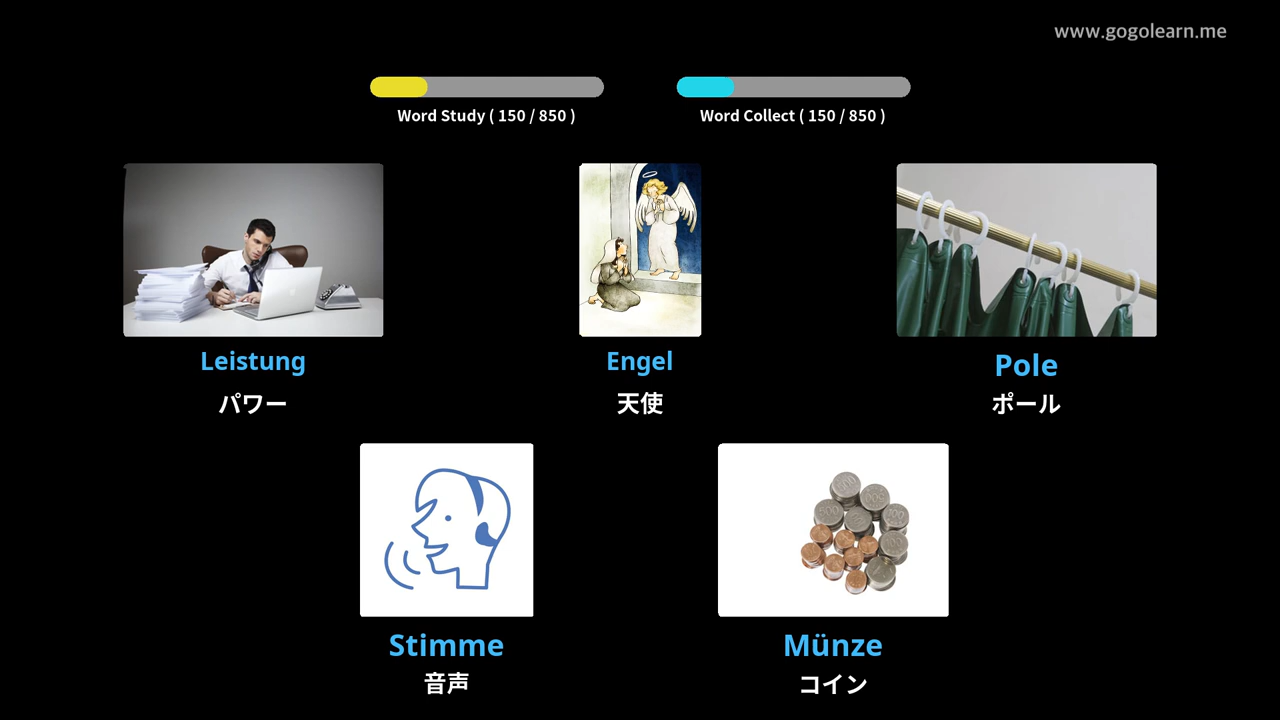 www.gogolearn.me
Word Study ( 150 / 850 )
Word Collect ( 150 / 850 )
Leistung
パワー
Engel
天使
Pole
ポール
Stimme
音声
Münze
コイン